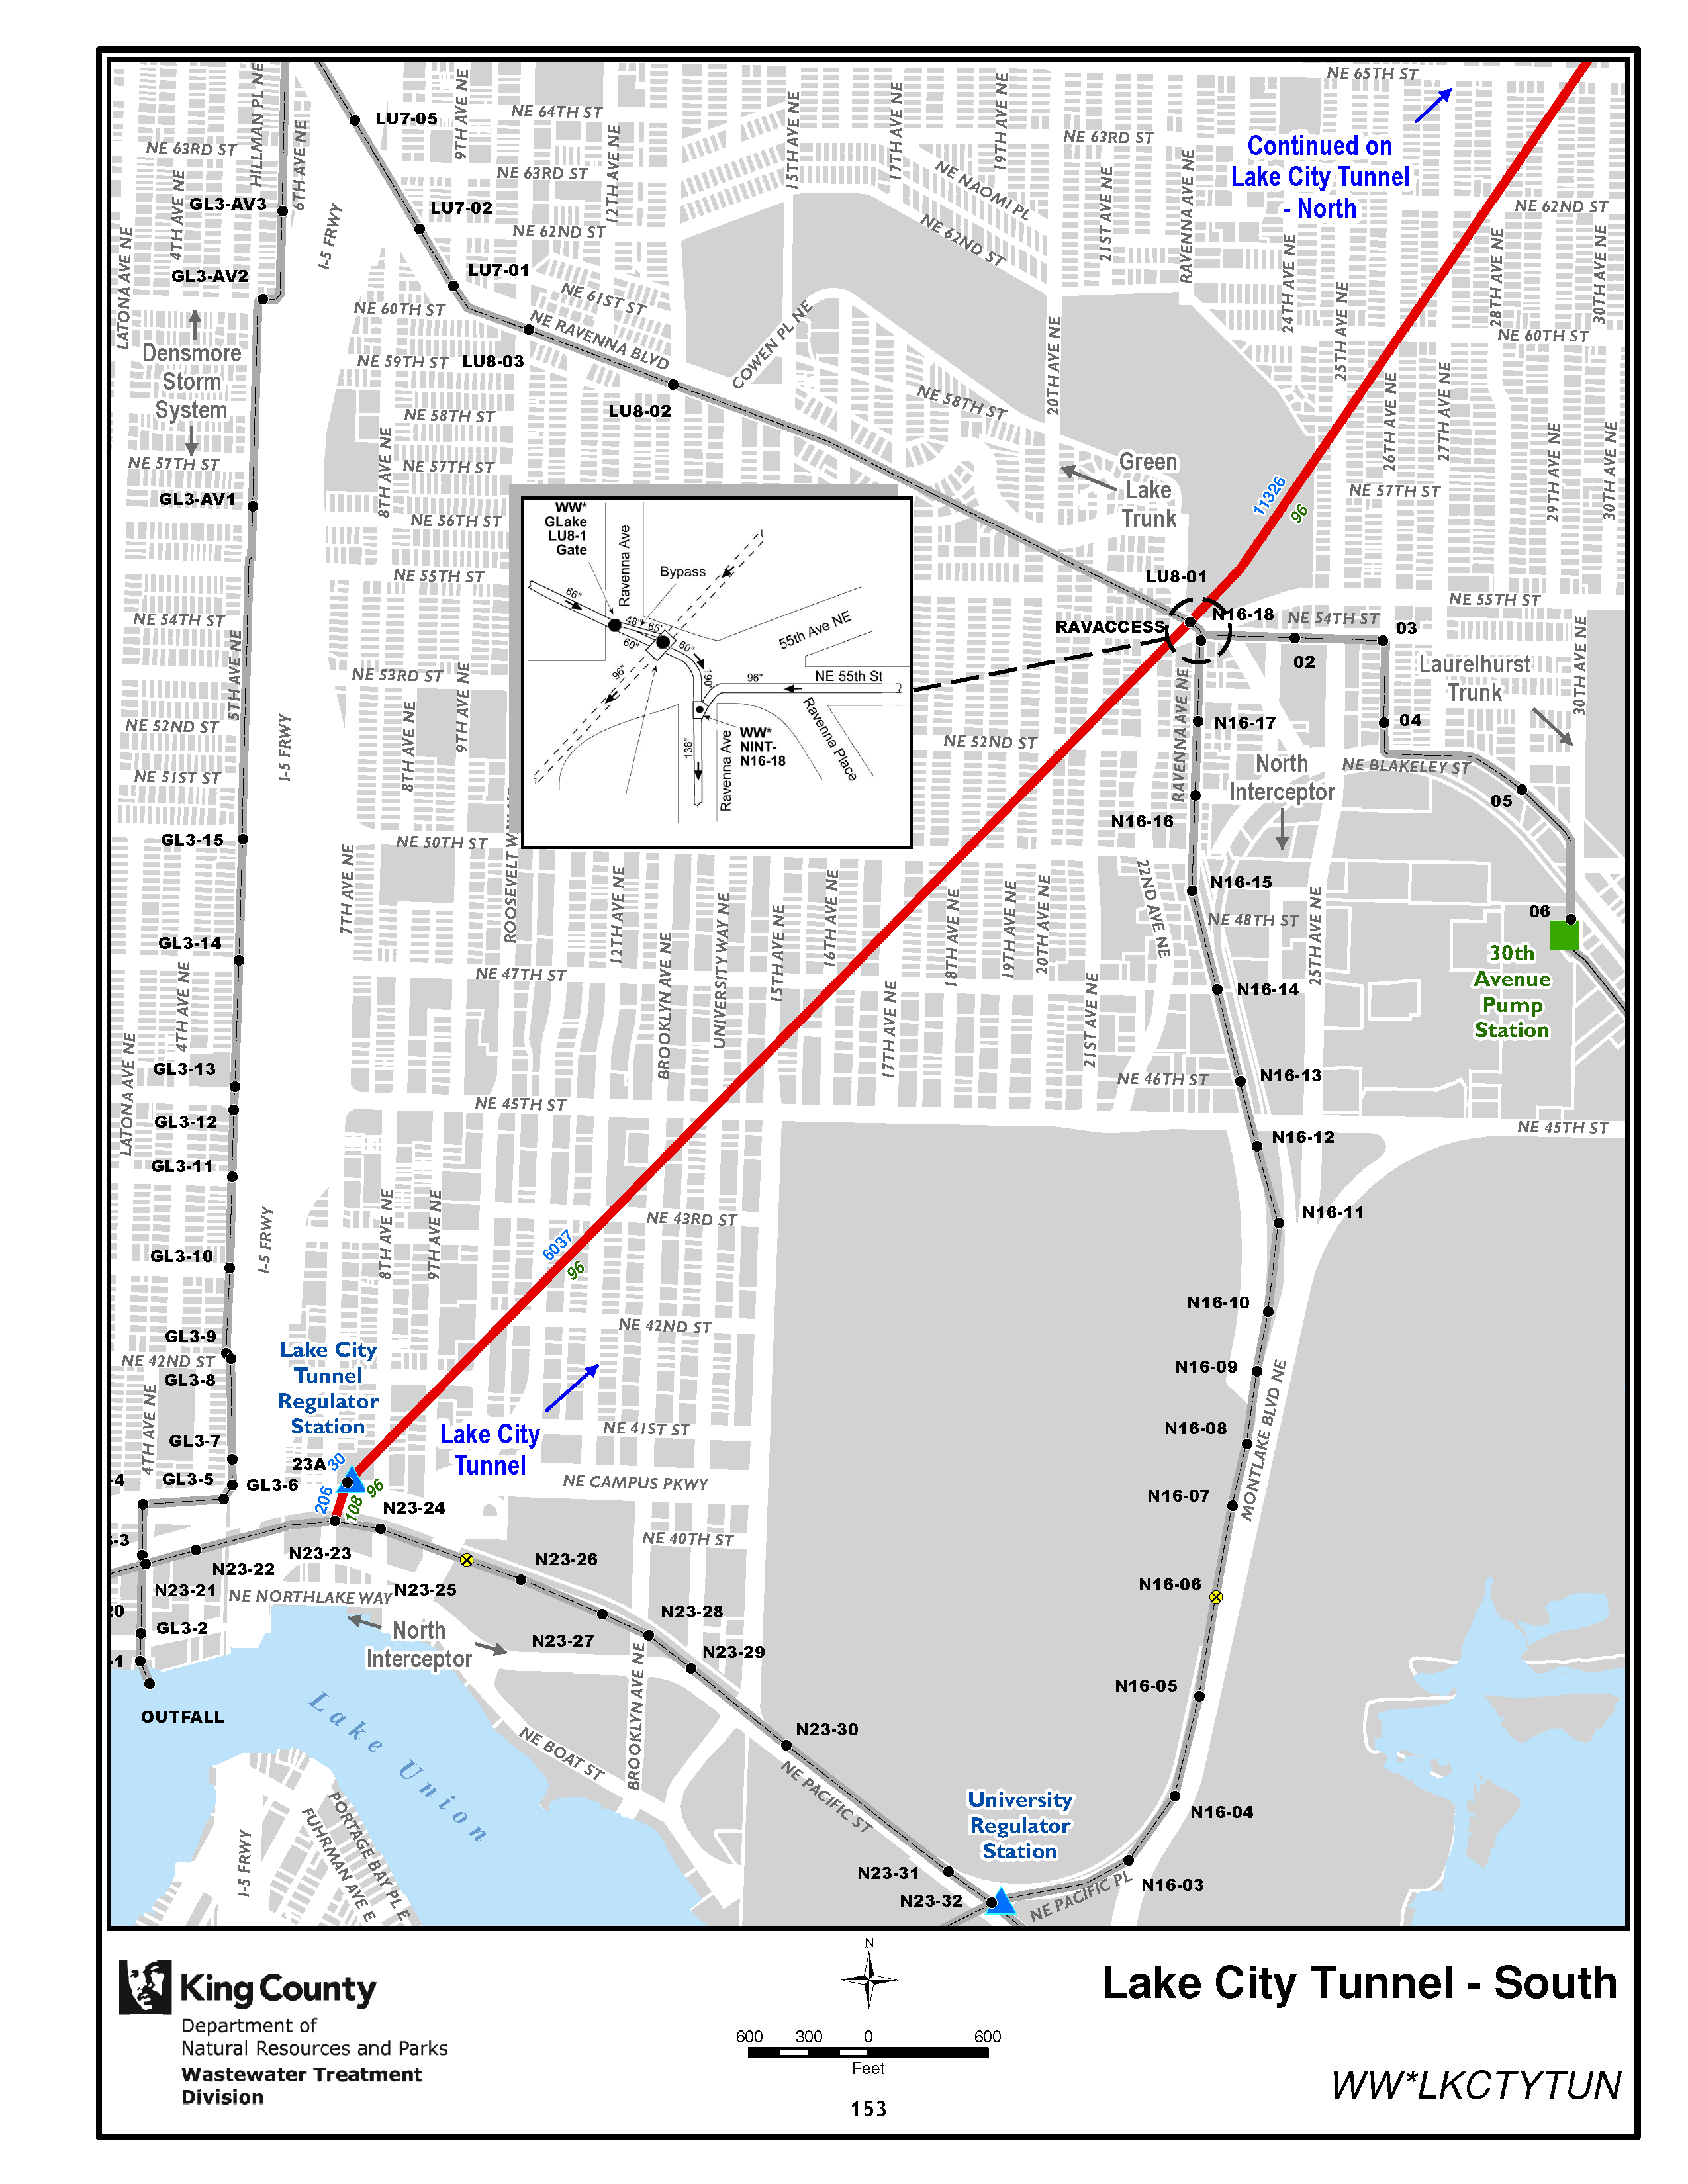 NE 65TH ST
HILLMAN PL NE
9TH AVE NE
LU7-05
NE 64TH ST
15TH AVE NE
17TH AVE NE
19TH AVE NE
NE 63RD ST
6TH AVE NE
12TH AVE NE
NE 63RD ST
Continued on
Lake City Tunnel
- North
NE 63RD ST
4TH AVE NE
GL3-AV3
LU7-02
NE NAOMI PL
21ST AVE NE
RAVENNA AVE NE
NE 62ND ST
LATONA AVE NE
I-5 FRWY
NE 62ND ST
NE 62ND ST
24TH AVE NE
28TH AVE NE
30TH AVE NE
GL3-AV2
LU7-01
NE 61ST ST
NE 60TH ST
NE RAVENNA BLVD
COWEN PL NE
20TH AVE NE
25TH AVE NE
NE 60TH ST
Densmore
Storm
System
NE 59TH ST
LU8-03
LU8-02
NE 58TH ST
NE 58TH ST
26TH AVE NE
27TH AVE NE
29TH AVE NE
30TH AVE NE
NE 57TH ST
8TH AVE NE
NE 57TH ST
Green
Lake
Trunk
GL3-AV1
NE 56TH ST
11326
96
NE 57TH ST
WW*
GLake
LU8-1
Gate
Ravenna Ave
Bypass
66"
48"
65'
60"
60"
96"
190'
96"
138"
55th Ave NE
NE 55th St
Ravenna Place
Ravenna Ave
WW*
NINT-
N16-18
NE 55TH ST
LU8-01
NE 55TH ST
NE 54TH ST
5TH AVE NE
RAVACCESS
N16-18
NE 54TH ST
03
02
30TH AVE NE
NE 53RD ST
9TH AVE NE
Laurelhurst
Trunk
RAVENNA AVE NE
NE 52ND ST
8TH AVE NE
I-5 FRWY
NE 52ND ST
N16-17
04
NE 51ST ST
North
Interceptor
NE BLAKELEY ST
05
GL3-15
NE 50TH ST
N16-16
7TH AVE NE
12TH AVE NE
UNIVERSITY WAY NE
16TH AVE NE
18TH AVE NE
19TH AVE NE
20TH AVE NE
22ND AVE NE
N16-15
NE 48TH ST
25TH AVE NE
06
30th
Avenue
Pump
Station
GL3-14
4TH AVE NE
BROOKLYN AVE NE
15TH AVE NE
NE 47TH ST
17TH AVE NE
21ST AVE NE
N16-14
LATONA AVE NE
GL3-13
NE 46TH ST
N16-13
GL3-12
NE 45TH ST
N16-12
NE 45TH ST
GL3-11
8TH AVE NE
9TH AVE NE
NE 43RD ST
N16-11
I-5 FRWY
GL3-10
6037
96
N16-10
GL3-9
NE 42ND ST
NE 42ND ST
GL3-8
Lake City
Tunnel
Regulator
Station
N16-09
MONTLAKE BLVD NE
4TH AVE NE
GL3-7
Lake City
Tunnel
NE 41ST ST
N16-08
23A
30
-4
GL3-5
GL3-6
206
108
96
NE CAMPUS PKWY
N16-07
N23-24
-3
N23-23
NE 40TH ST
N23-22
N23-26
N16-06
N23-21
NE NORTHLAKE WAY
N23-25
20
GL3-2
North
Interceptor
N23-28
N23-27
N23-29
-1
BROOKLYN AVE NE
N16-05
OUTFALL
Lake Union
NE BOAT ST
N23-30
NE PACIFIC ST
University
Regulator
Station
N16-04
PORTAGE BAY PL E
FUHRMAN AVE E
I-5 FRWY
N23-31
N23-32
NE PACIFIC PL
N16-03
King County
Department of
Natural Resources and Parks
Wastewater Treatment
Division
N
600 300 0 600
Feet
153
Lake City Tunnel - South
WW*LKCTYTUN